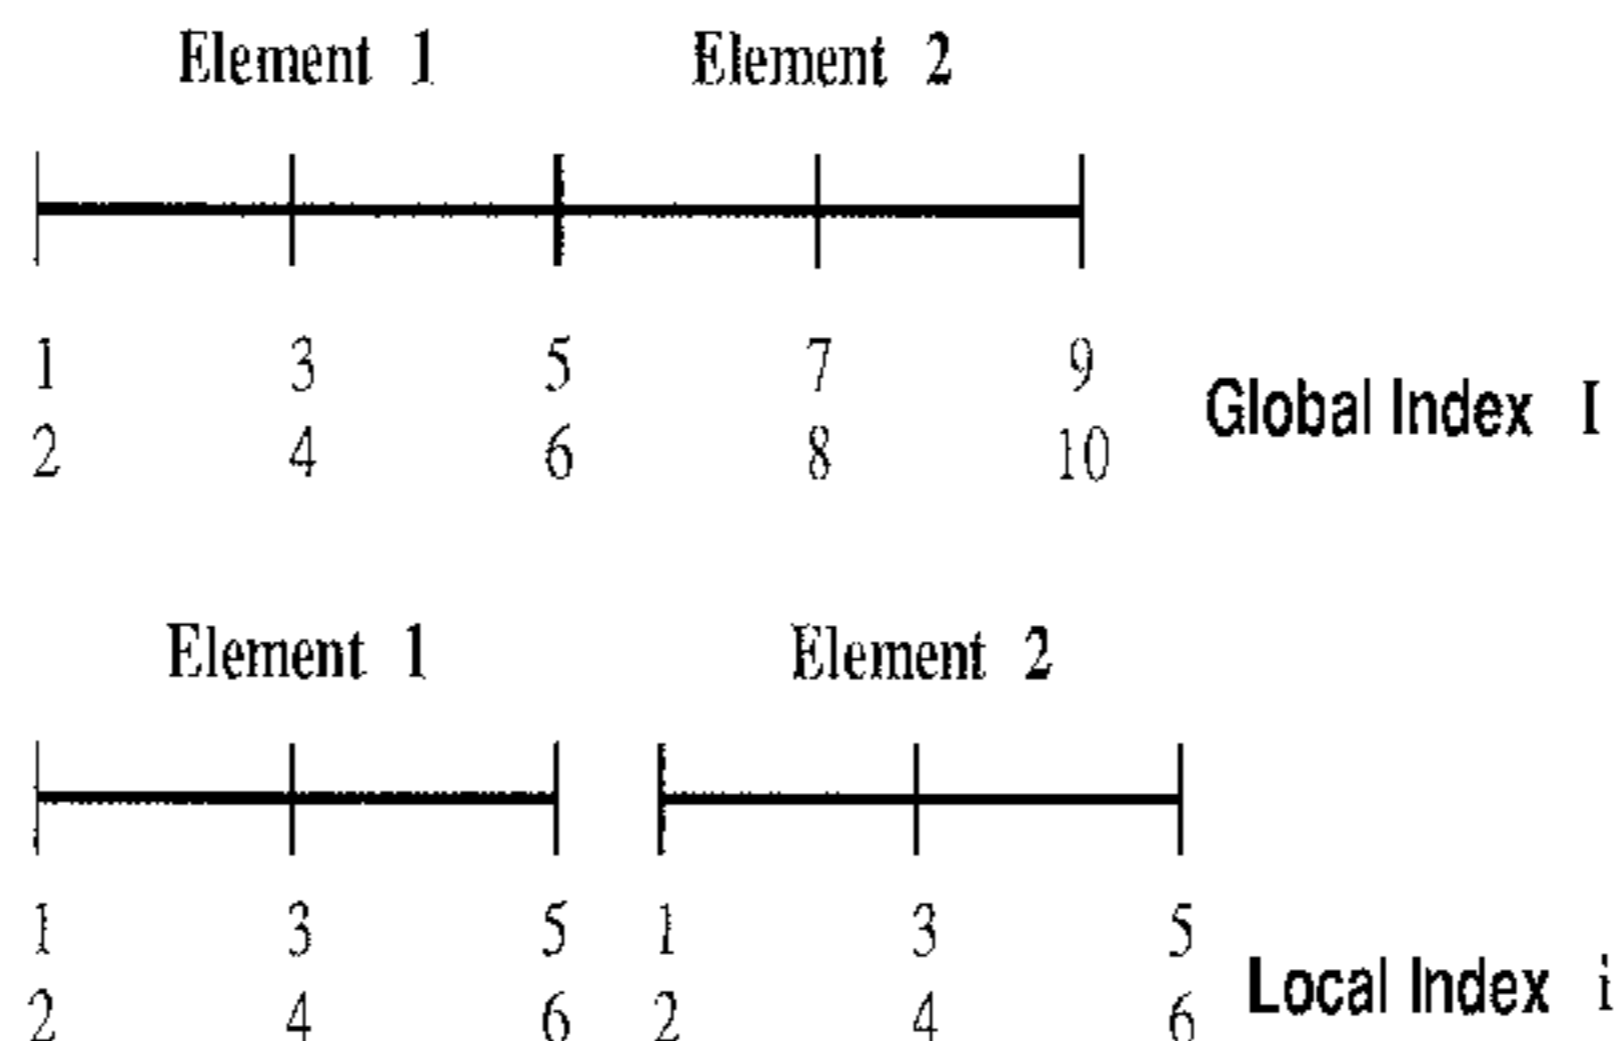 Element 1 Element 2
1 3 5 7 9
Global Index I
2 4 6 8 10
Element 1 Element 2
1 3 5 1 3 5
Local Index i
2 4 6 2 4 6